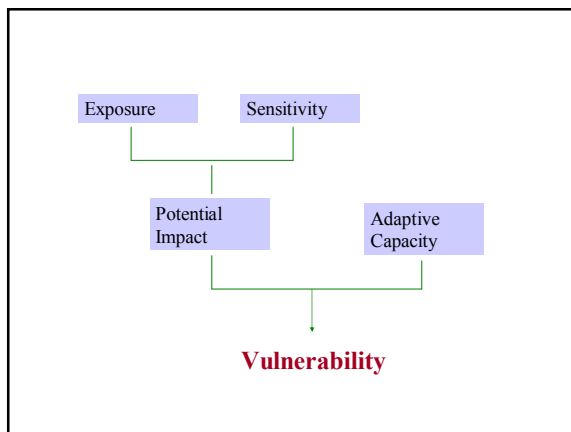 Exposure
Sensitivity
Potential
Impact
Adaptive
Capacity
Vulnerability